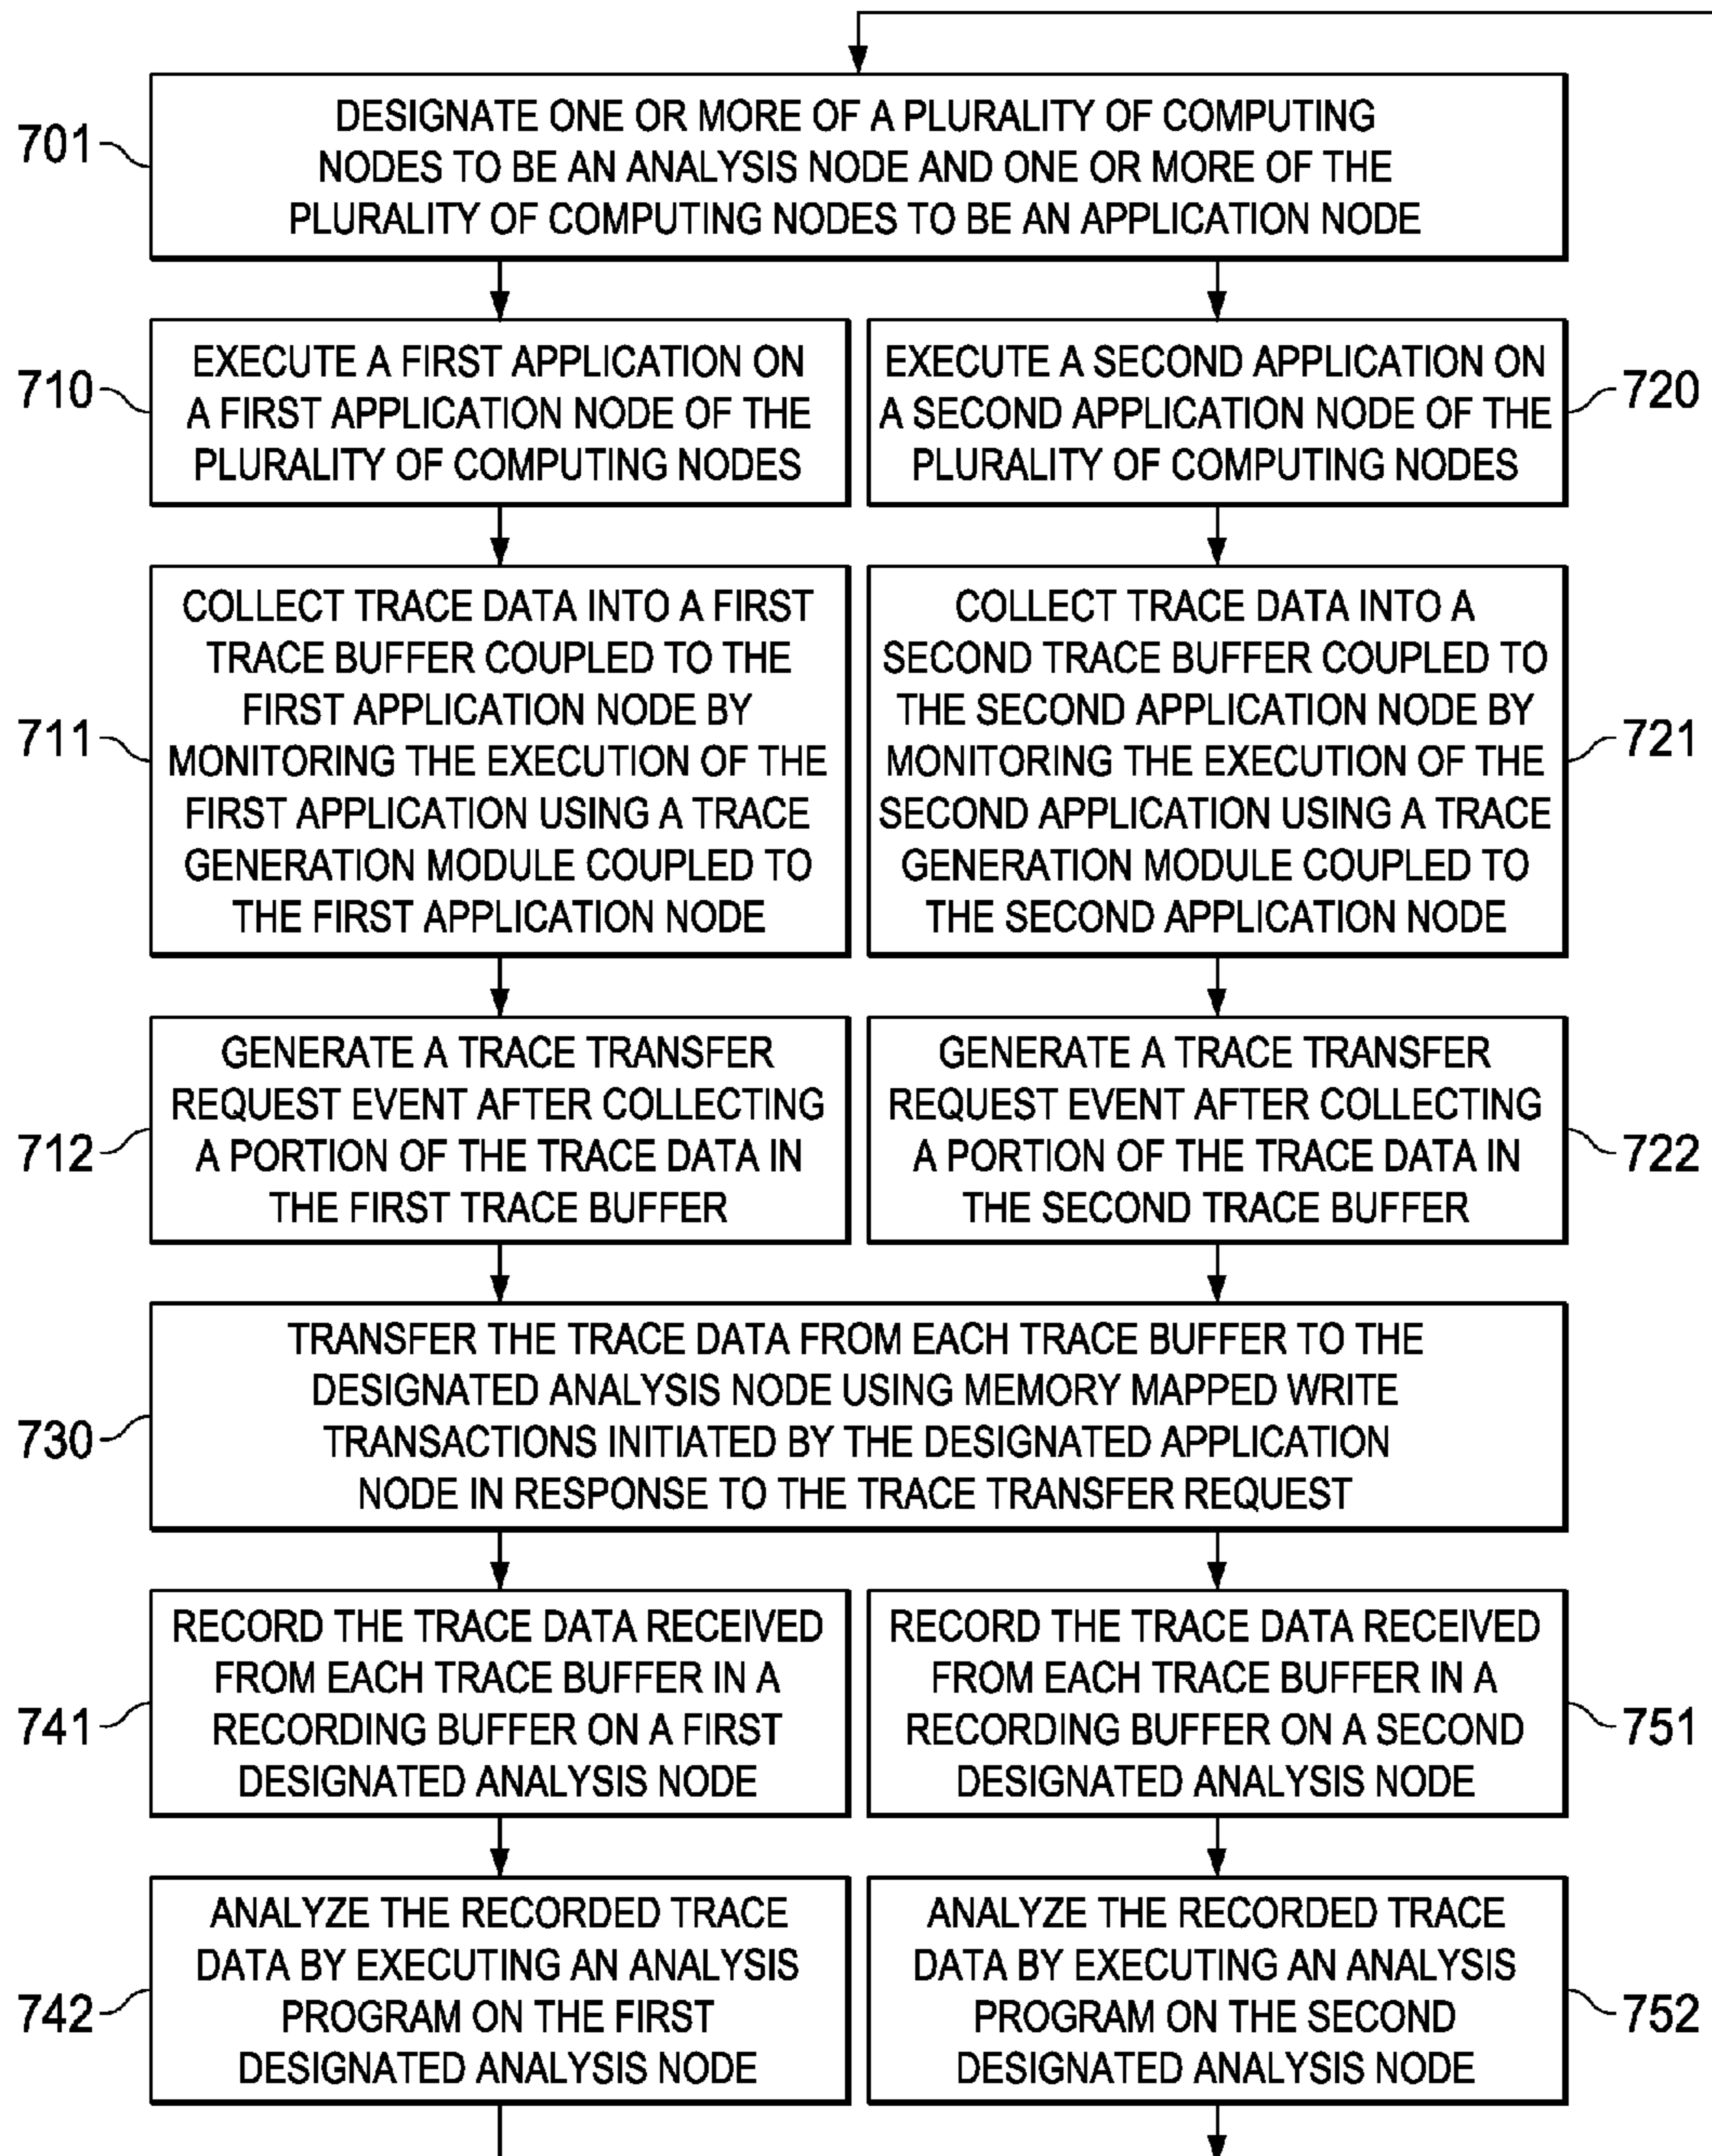 701
DESIGNATE ONE OR MORE OF A PLURALITY OF COMPUTING
NODES TO BE AN ANALYSIS NODE AND ONE OR MORE OF THE
PLURALITY OF COMPUTING NODES TO BE AN APPLICATION NODE
710
EXECUTE A FIRST APPLICATION ON
A FIRST APPLICATION NODE OF THE
PLURALITY OF COMPUTING NODES
EXECUTE A SECOND APPLICATION ON
A SECOND APPLICATION NODE OF THE
PLURALITY OF COMPUTING NODES
720
711
COLLECT TRACE DATA INTO A FIRST
TRACE BUFFER COUPLED TO THE
FIRST APPLICATION NODE BY
MONITORING THE EXECUTION OF THE
FIRST APPLICATION USING A TRACE
GENERATION MODULE COUPLED TO
THE FIRST APPLICATION NODE
COLLECT TRACE DATA INTO A
SECOND TRACE BUFFER COUPLED TO
THE SECOND APPLICATION NODE BY
MONITORING THE EXECUTION OF THE
SECOND APPLICATION USING A TRACE
GENERATION MODULE COUPLED TO
THE SECOND APPLICATION NODE
721
712
GENERATE A TRACE TRANSFER
REQUEST EVENT AFTER COLLECTING
A PORTION OF THE TRACE DATA IN
THE FIRST TRACE BUFFER
GENERATE A TRACE TRANSFER
REQUEST EVENT AFTER COLLECTING
A PORTION OF THE TRACE DATA IN
THE SECOND TRACE BUFFER
722
730
TRANSFER THE TRACE DATA FROM EACH TRACE BUFFER TO THE
DESIGNATED ANALYSIS NODE USING MEMORY MAPPED WRITE
TRANSACTIONS INITIATED BY THE DESIGNATED APPLICATION
NODE IN RESPONSE TO THE TRACE TRANSFER REQUEST
741
RECORD THE TRACE DATA RECEIVED
FROM EACH TRACE BUFFER IN A
RECORDING BUFFER ON A FIRST
DESIGNATED ANALYSIS NODE
RECORD THE TRACE DATA RECEIVED
FROM EACH TRACE BUFFER IN A
RECORDING BUFFER ON A SECOND
DESIGNATED ANALYSIS NODE
751
742
ANALYZE THE RECORDED TRACE
DATA BY EXECUTING AN ANALYSIS
PROGRAM ON THE FIRST
DESIGNATED ANALYSIS NODE
ANALYZE THE RECORDED TRACE
DATA BY EXECUTING AN ANALYSIS
PROGRAM ON THE SECOND
DESIGNATED ANALYSIS NODE
752